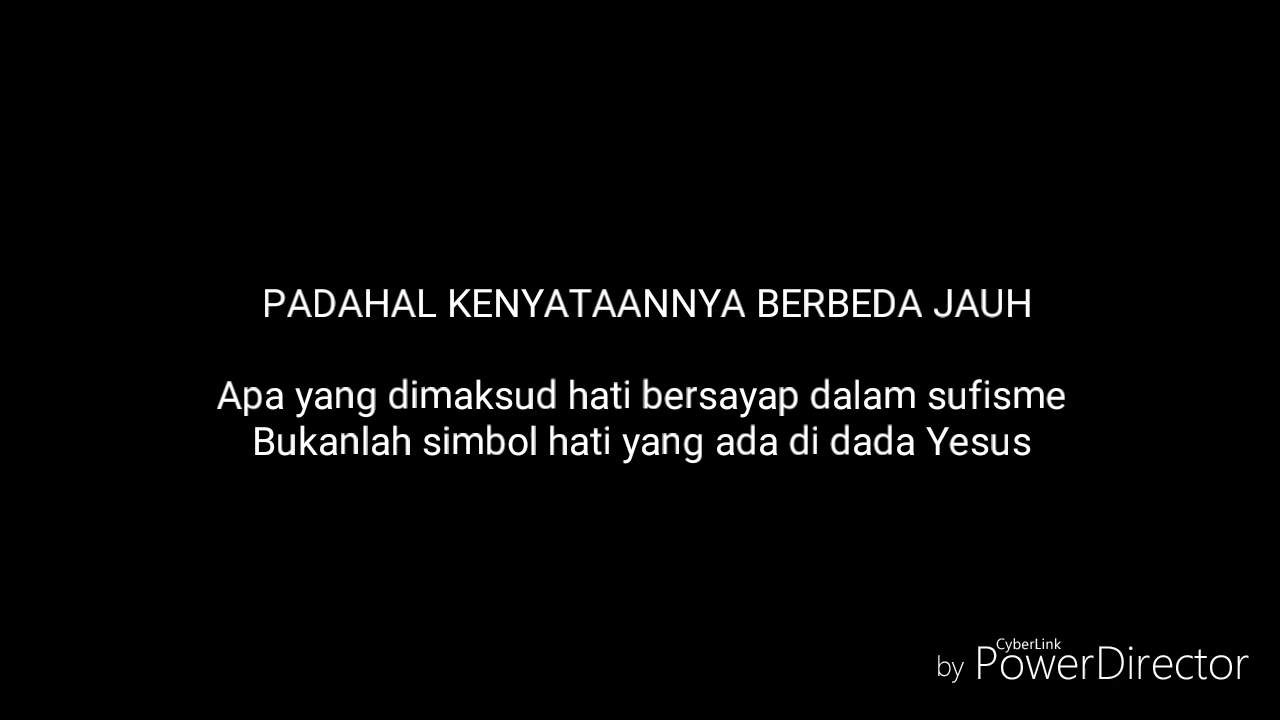 PADAHAL KENYATAANNYA BERBEDA JAUH
Apa yang dimaksud hati bersayap dalam sufisme
Bukanlah simbol hati yang ada di dada Yesus
CyberLink
by PowerDirector